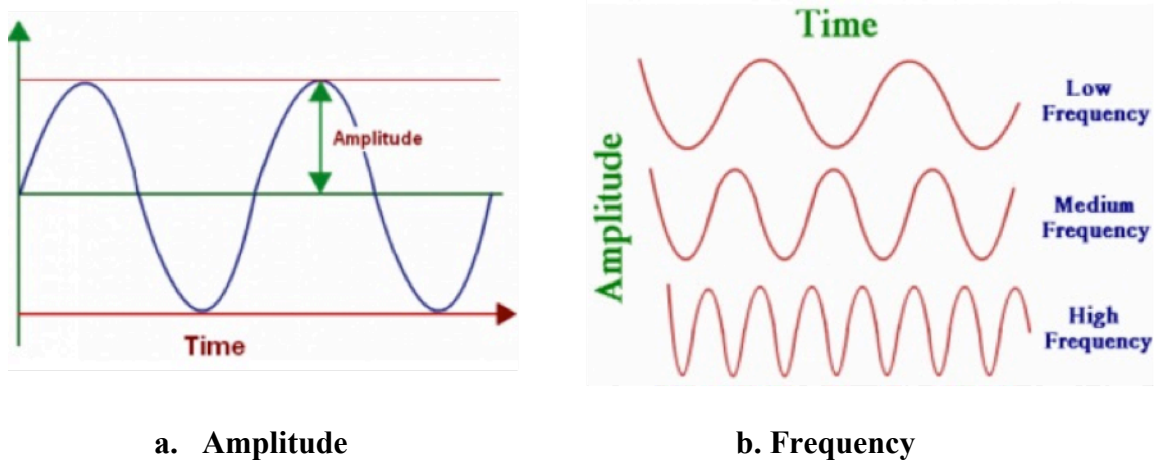 Amplitude
Time
Time
Amplitude
Low
Frequency
Medium
Frequency
High
Frequency
a. Amplitude
b. Frequency